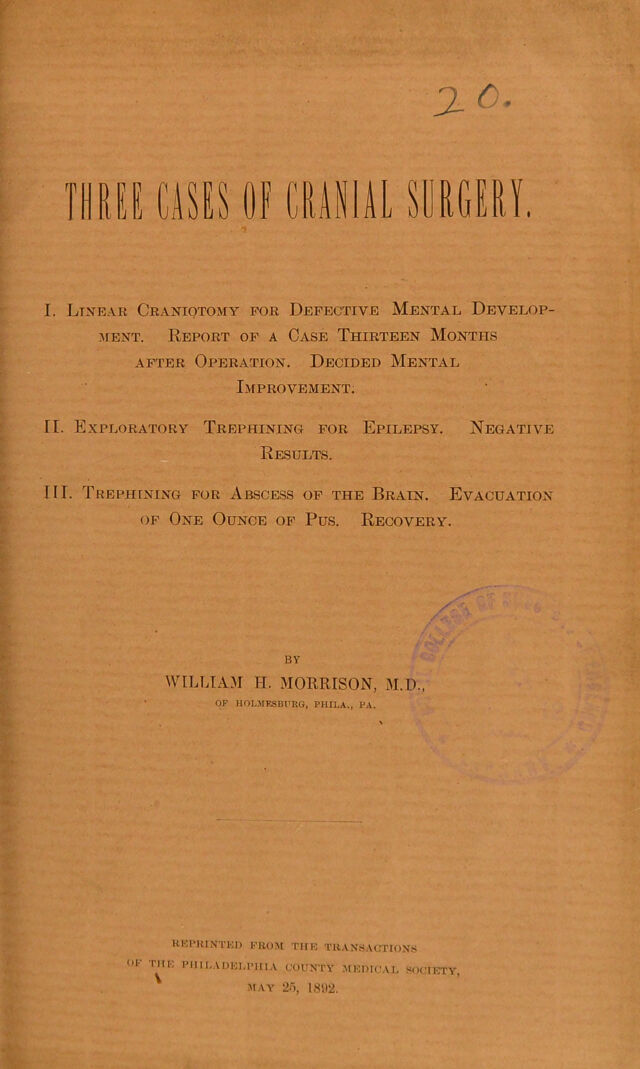 20.
THREE CASES OF CRANIAL SURGERY.
I. LINEAR CRANIOTOMY FOR DEFECTIVE MENTAL DEVELOP-
MENT. REPORT OF A CASE THIRTEEN MONTHS
AFTER OPERATION. DECIDED MENTAL
IMPROVEMENT.
II. EXPLORATORY TREPHINING FOR EPILEPSY. NEGATIVE
RESULTS.
III. TREPHINING FOR ABSCESS OF THE BRAIN. EVACUATION
OF ONE OUNCE OF PUS. RECOVERY.
COLLEGE OF
BY
WILLIAM H. MORRISON, M.D.,
OF HOLMESBURG, PHILA., PA.
REPRINTED FROM THE TRANSACTIONS
OF THE PHILADELPHIA COUNTY MEDICAL SOCIETY,
MAY 25, 1892.